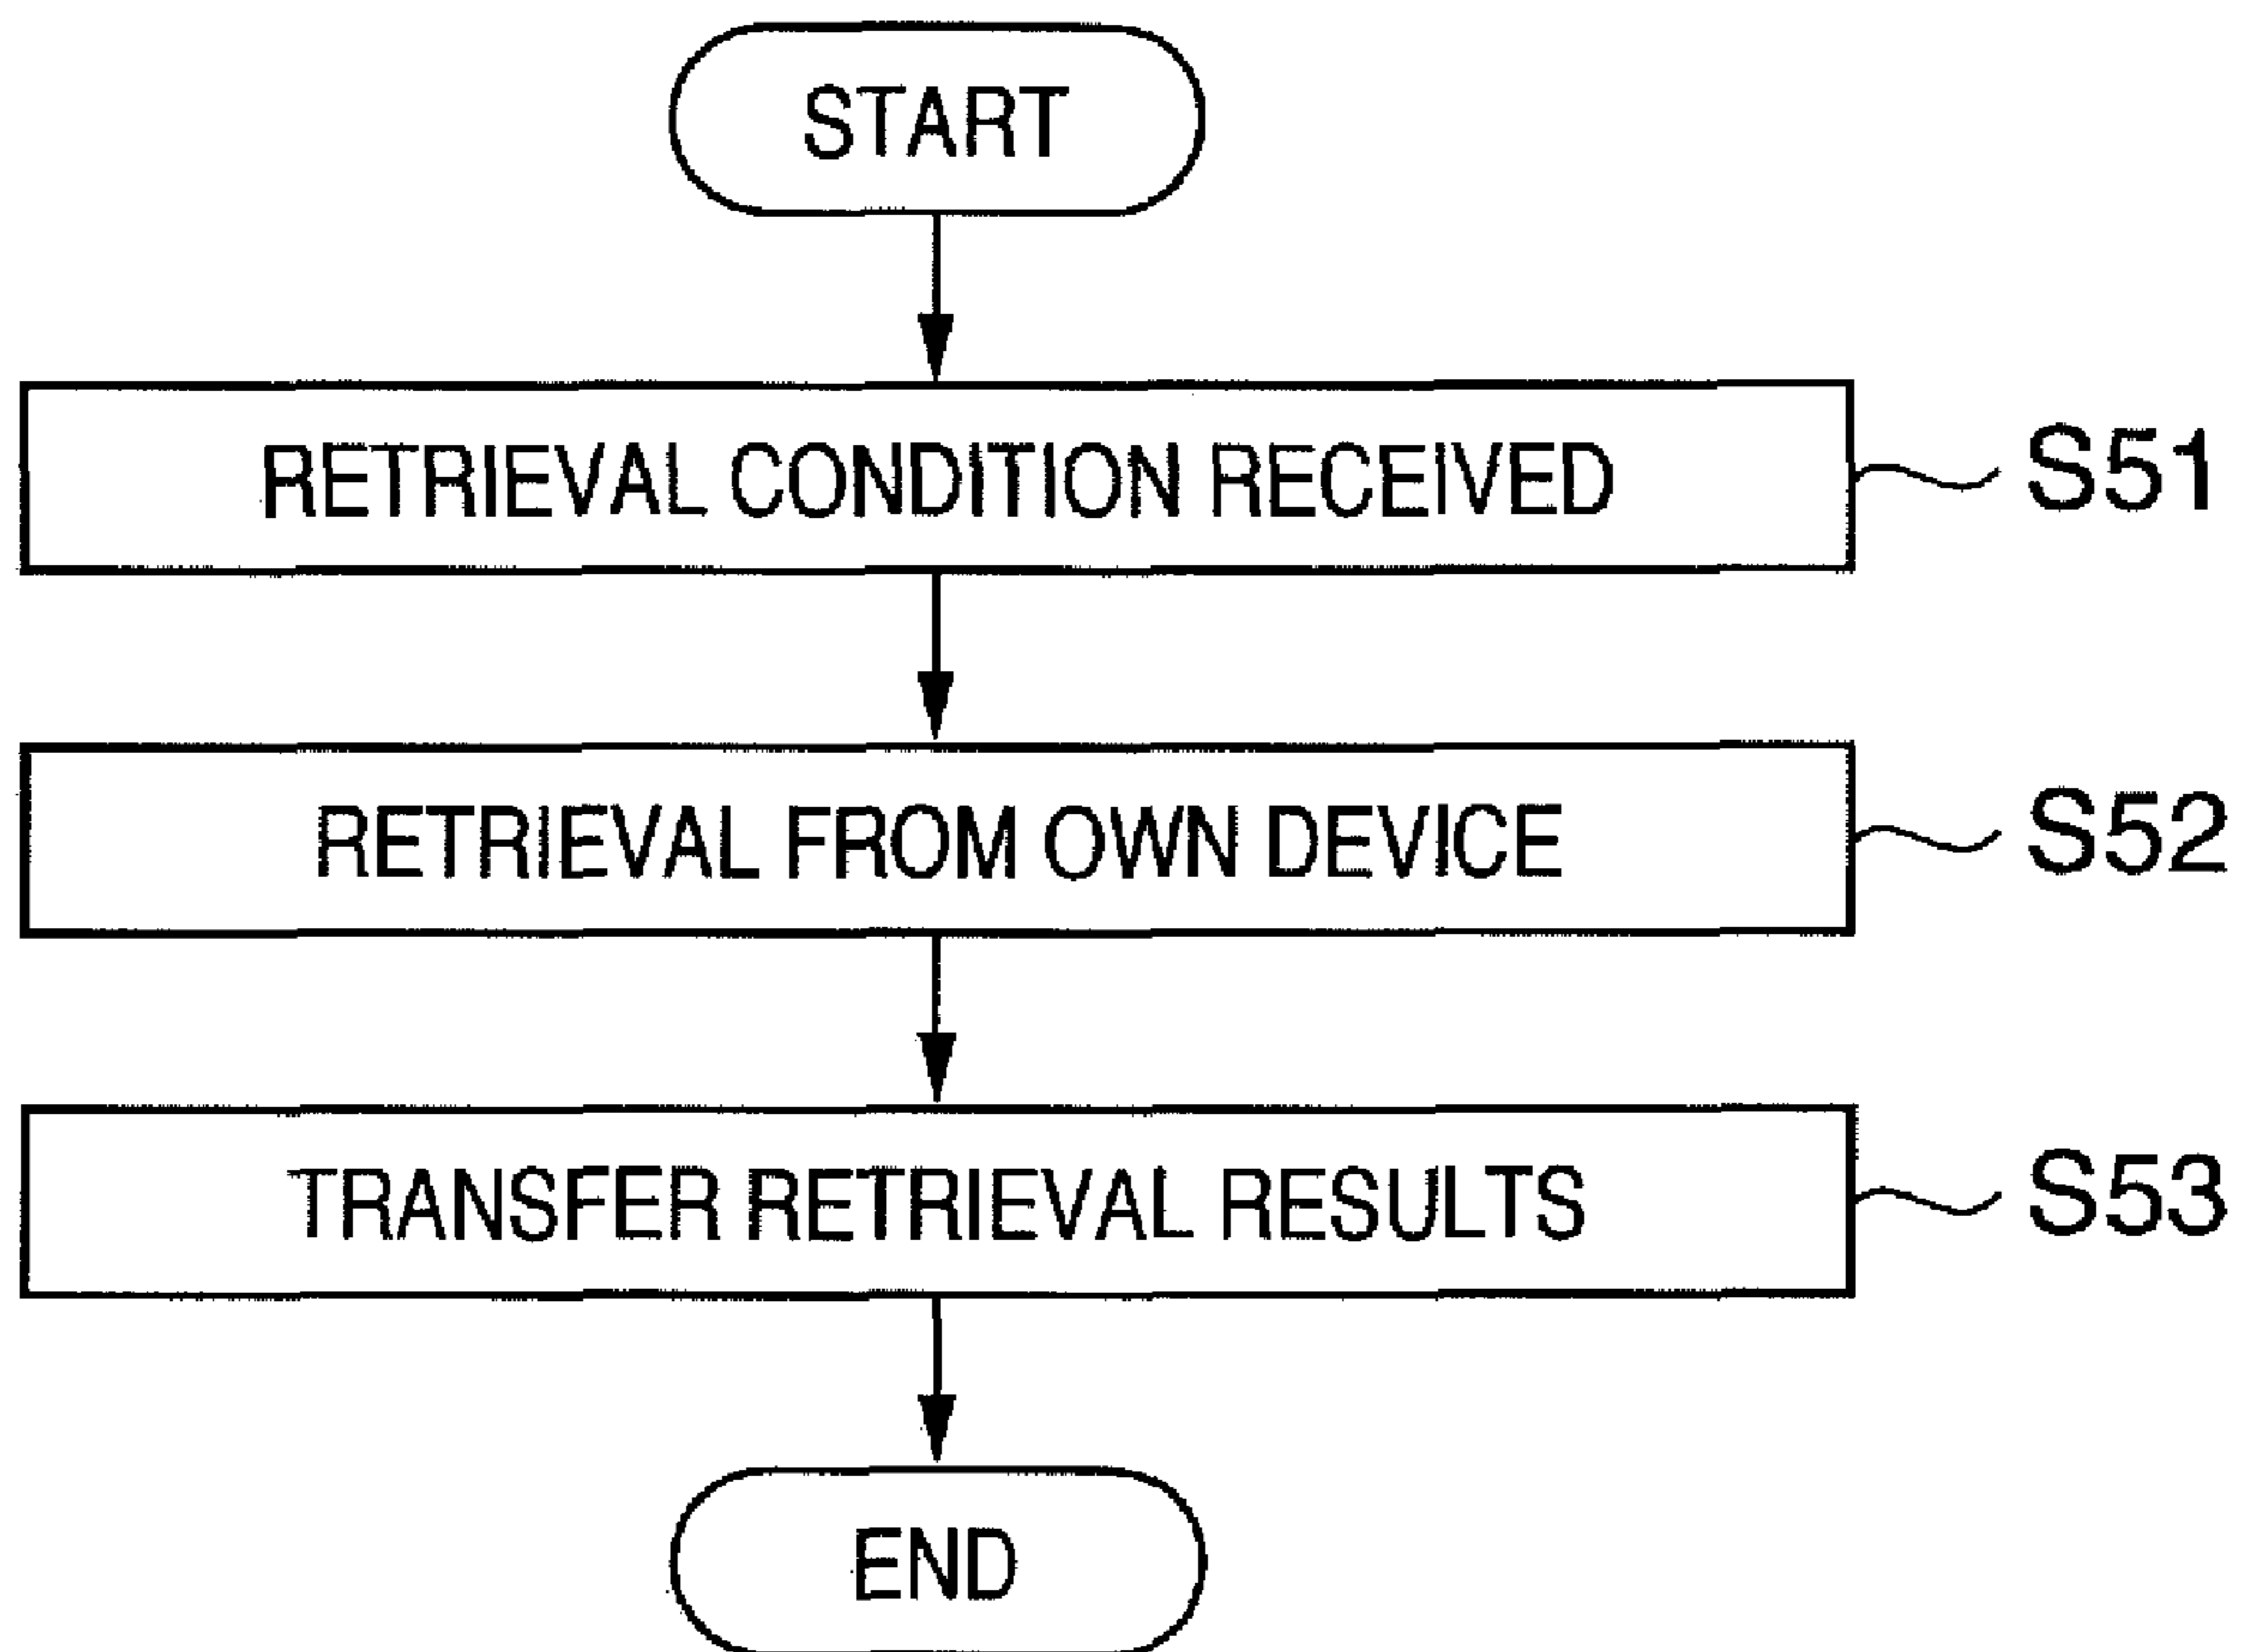 START
RETRIEVAL CONDITION RECEIVED
S51
RETRIEVAL FROM OWN DEVICE
S52
TRANSFER RETRIEVAL RESULTS
S53
END